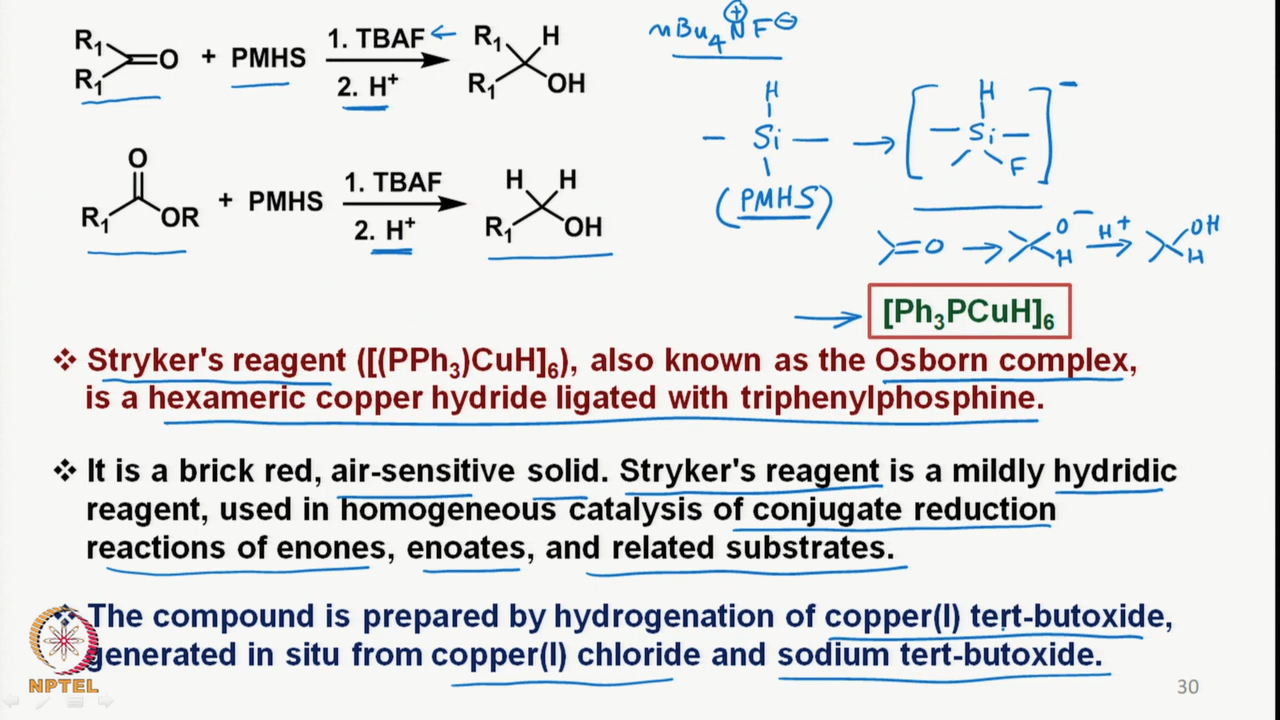 R₁
R₁
O
+ PMHS
1. TBAF
2. H⁺
R₁ H
R₁ OH
nBu₄N⊕ F⊖
H
– Si –
(PMHS)
[ H
– Si –
F ]⁻
=O → O⁻ H H⁺ → OH H
O
R₁ OR
+ PMHS
1. TBAF
2. H⁺
H H
R₁ OH
[Ph₃PCuH]₆
❖ Stryker's reagent ([(PPh₃)CuH]₆), also known as the Osborn complex,
is a hexameric copper hydride ligated with triphenylphosphine.
❖ It is a brick red, air-sensitive solid. Stryker's reagent is a mildly hydridic
reagent, used in homogeneous catalysis of conjugate reduction
reactions of enones, enoates, and related substrates.
❖ The compound is prepared by hydrogenation of copper(I) tert-butoxide,
generated in situ from copper(I) chloride and sodium tert-butoxide.
NPTEL
30